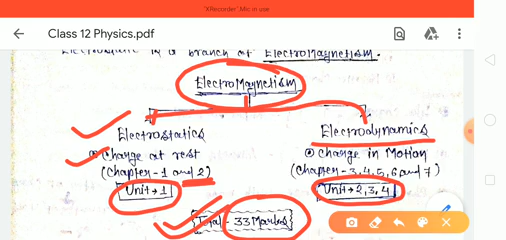 "XRecorder" Mic in use
Class 12 Physics.pdf
is a branch of ElectroMagnetism.
ElectroMagnetism
Electrostatics
Electrodynamics
Charge at rest
Charge in Motion
(Chapter-1 and 2)
(Chapter-3,4,5,6 and 7)
Unit→1
Unit→2,3,4
33 Marks